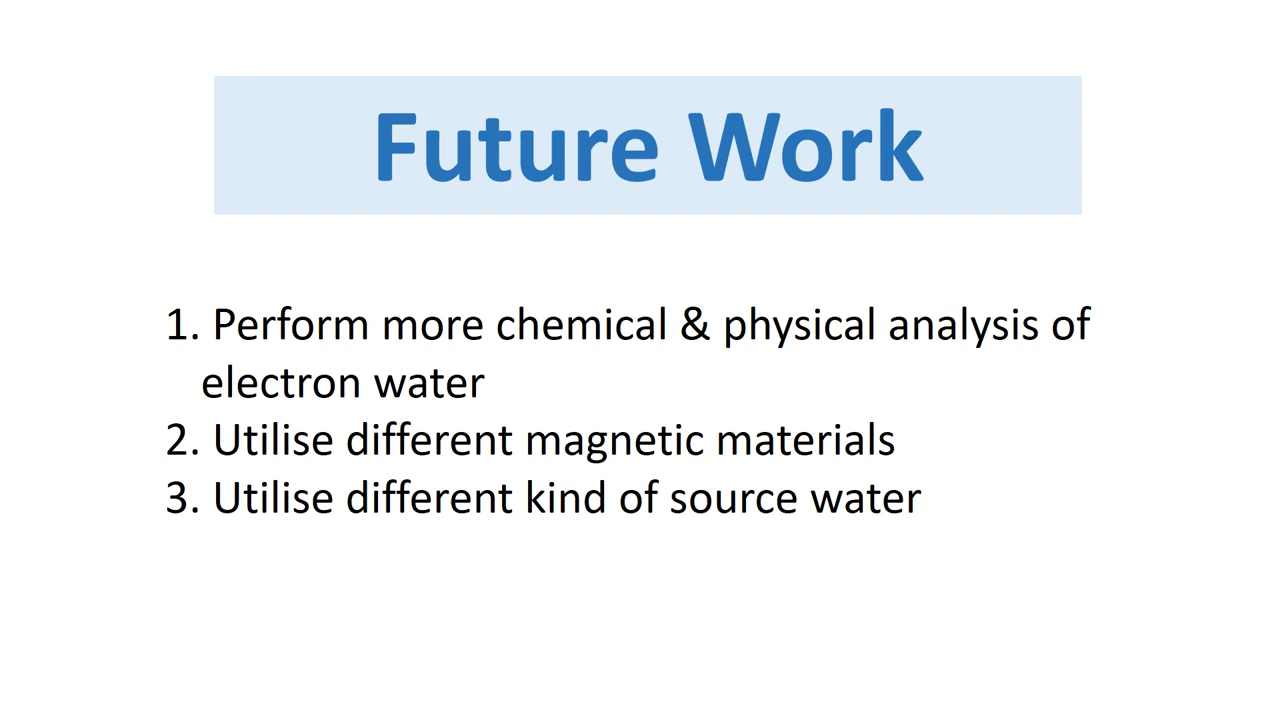 Future Work
1. Perform more chemical & physical analysis of
electron water
2. Utilise different magnetic materials
3. Utilise different kind of source water